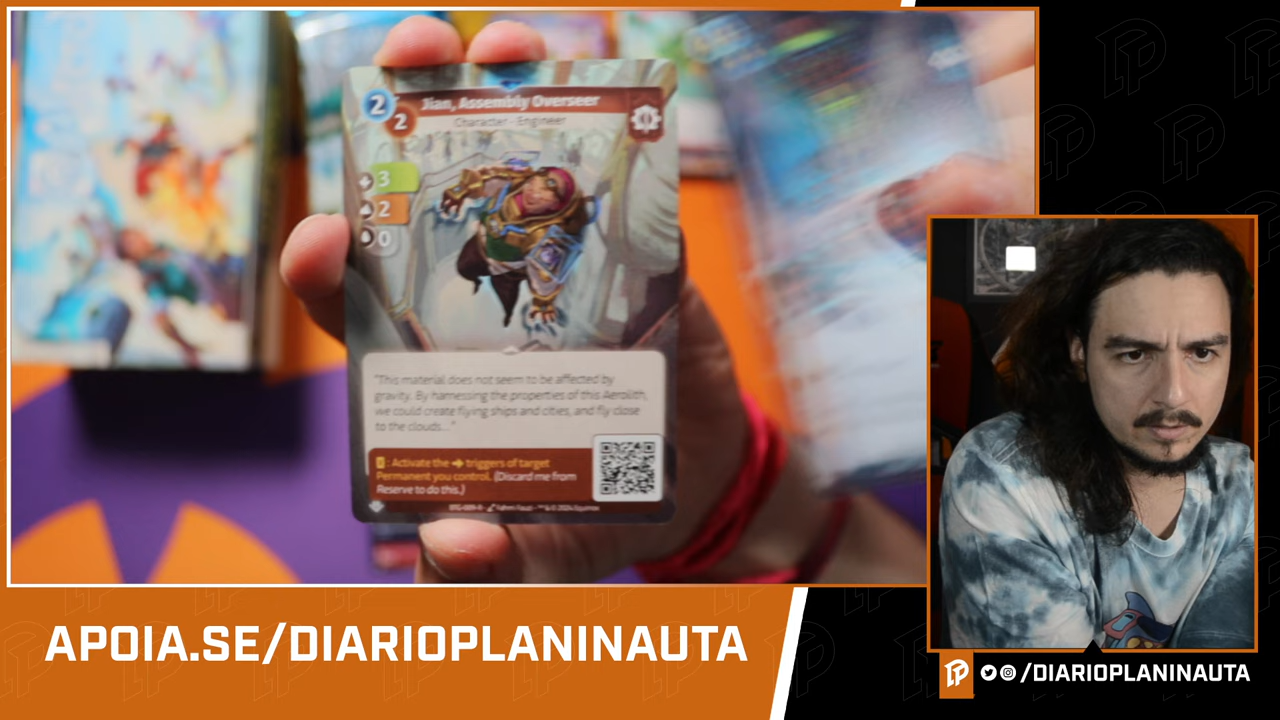 2
2
Jian, Assembly Overseer
Character - Engineer
3
2
0
"This material does not seem to be affected by
gravity. By harnessing the properties of this Aerolith,
we could create flying ships and cities, and fly close
to the clouds..."
: Activate the triggers of target
Permanent you control. (Discard me from
Reserve to do this.)
APOIA.SE/DIARIOPLANINAUTA
/DIARIOPLANINAUTA